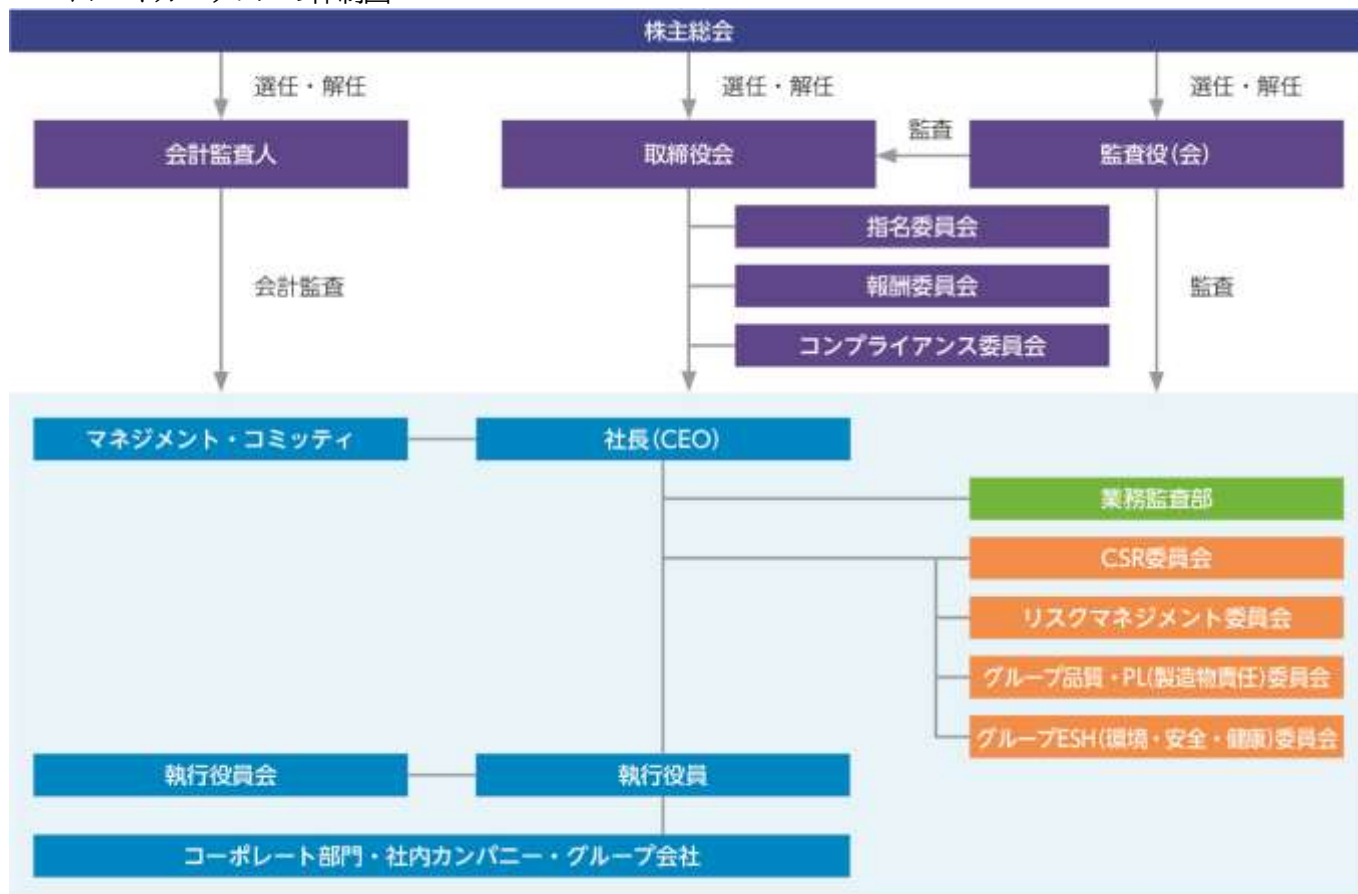 株主総会
選任・解任
選任・解任
選任・解任
会計監査人
取締役会
監査
監査役(会)
指名委員会
会計監査
報酬委員会
監査
コンプライアンス委員会
マネジメント・コミッティ
社長(CEO)
業務監査部
CSR委員会
リスクマネジメント委員会
グループ品質・PL(製造物責任)委員会
グループESH(環境・安全・健康)委員会
執行役員会
執行役員
コーポレート部門・社内カンパニー・グループ会社